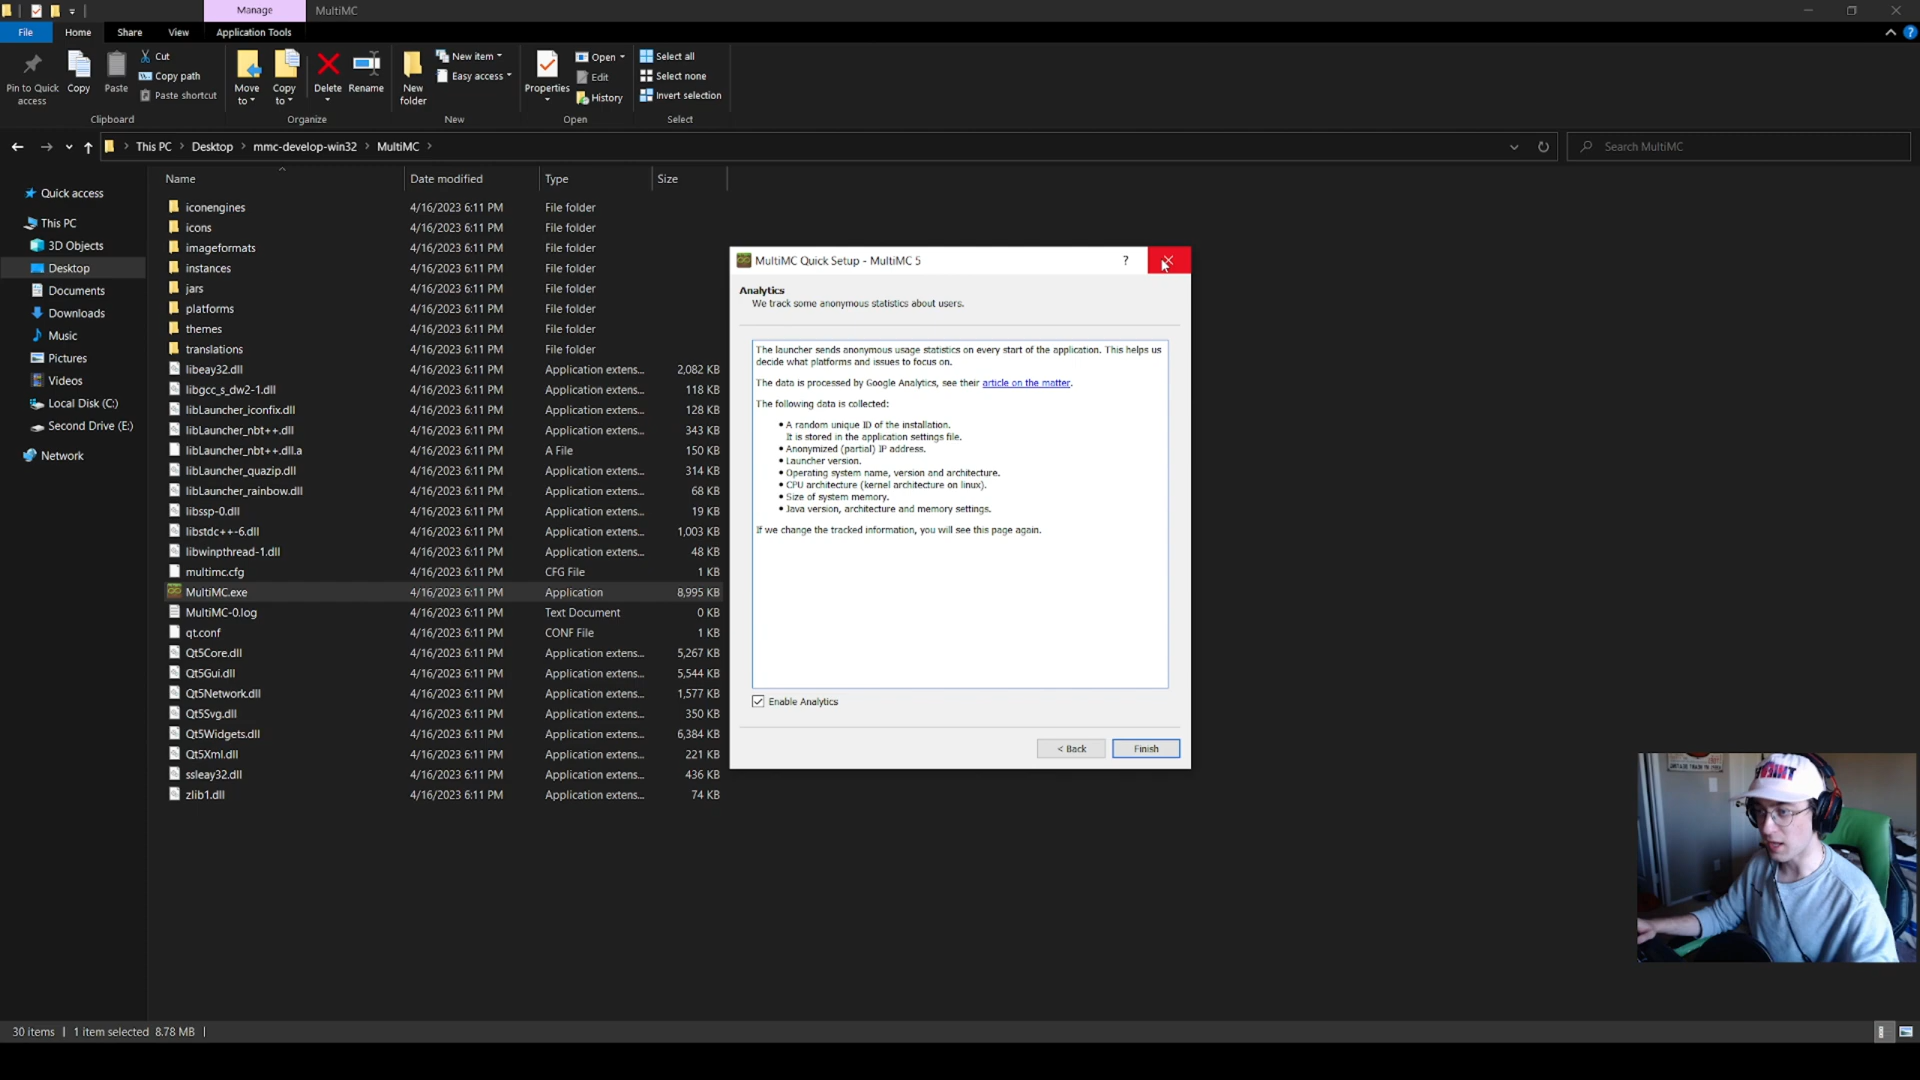 Manage
MultiMC
File
Home
Share
View
Application Tools
Pin to Quick access
Copy
Paste
Cut
Copy path
Paste shortcut
Clipboard
Move to
Copy to
Delete
Rename
Organize
New folder
New item
Easy access
New
Properties
Open
Edit
History
Open
Select all
Select none
Invert selection
Select
This PC
Desktop
mmc-develop-win32
MultiMC
Search MultiMC
Name
Date modified
Type
Size
Quick access
This PC
3D Objects
Desktop
Documents
Downloads
Music
Pictures
Videos
Local Disk (C:)
Second Drive (E:)
Network
iconengines 4/16/2023 6:11 PM File folder
icons 4/16/2023 6:11 PM File folder
imageformats 4/16/2023 6:11 PM File folder
instances 4/16/2023 6:11 PM File folder
jars 4/16/2023 6:11 PM File folder
platforms 4/16/2023 6:11 PM File folder
themes 4/16/2023 6:11 PM File folder
translations 4/16/2023 6:11 PM File folder
libeay32.dll 4/16/2023 6:11 PM Application extens... 2,082 KB
libgcc_s_dw2-1.dll 4/16/2023 6:11 PM Application extens... 118 KB
libLauncher_iconfix.dll 4/16/2023 6:11 PM Application extens... 128 KB
libLauncher_nbt++.dll 4/16/2023 6:11 PM Application extens... 343 KB
libLauncher_nbt++.dll.a 4/16/2023 6:11 PM A File 150 KB
libLauncher_quazip.dll 4/16/2023 6:11 PM Application extens... 314 KB
libLauncher_rainbow.dll 4/16/2023 6:11 PM Application extens... 68 KB
libssp-0.dll 4/16/2023 6:11 PM Application extens... 19 KB
libstdc++-6.dll 4/16/2023 6:11 PM Application extens... 1,003 KB
libwinpthread-1.dll 4/16/2023 6:11 PM Application extens... 48 KB
multimc.cfg 4/16/2023 6:11 PM CFG File 1 KB
MultiMC.exe 4/16/2023 6:11 PM Application 8,995 KB
MultiMC-0.log 4/16/2023 6:11 PM Text Document 0 KB
qt.conf 4/16/2023 6:11 PM CONF File 1 KB
Qt5Core.dll 4/16/2023 6:11 PM Application extens... 5,267 KB
Qt5Gui.dll 4/16/2023 6:11 PM Application extens... 5,544 KB
Qt5Network.dll 4/16/2023 6:11 PM Application extens... 1,577 KB
Qt5Svg.dll 4/16/2023 6:11 PM Application extens... 350 KB
Qt5Widgets.dll 4/16/2023 6:11 PM Application extens... 6,384 KB
Qt5Xml.dll 4/16/2023 6:11 PM Application extens... 221 KB
ssleay32.dll 4/16/2023 6:11 PM Application extens... 436 KB
zlib1.dll 4/16/2023 6:11 PM Application extens... 74 KB
MultiMC Quick Setup - MultiMC 5
?
Analytics
We track some anonymous statistics about users.
The launcher sends anonymous usage statistics on every start of the application. This helps us
decide what platforms and issues to focus on.
The data is processed by Google Analytics, see their article on the matter.
The following data is collected:
• A random unique ID of the installation.
It is stored in the application settings file.
• Anonymized (partial) IP address.
• Launcher version.
• Operating system name, version and architecture.
• CPU architecture (kernel architecture on linux).
• Size of system memory.
• Java version, architecture and memory settings.
If we change the tracked information, you will see this page again.
Enable Analytics
< Back
Finish
30 items
1 item selected 8.78 MB